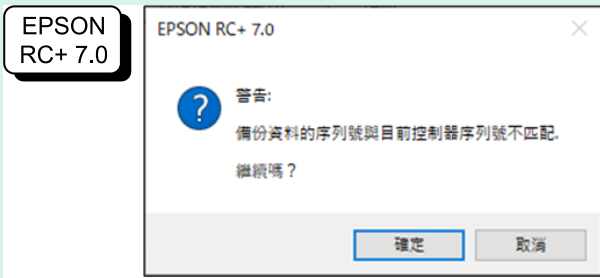 EPSON
RC+ 7.0
EPSON RC+ 7.0
警告:
備份資料的序列號與目前控制器序列號不匹配.
繼續嗎？
確定
取消